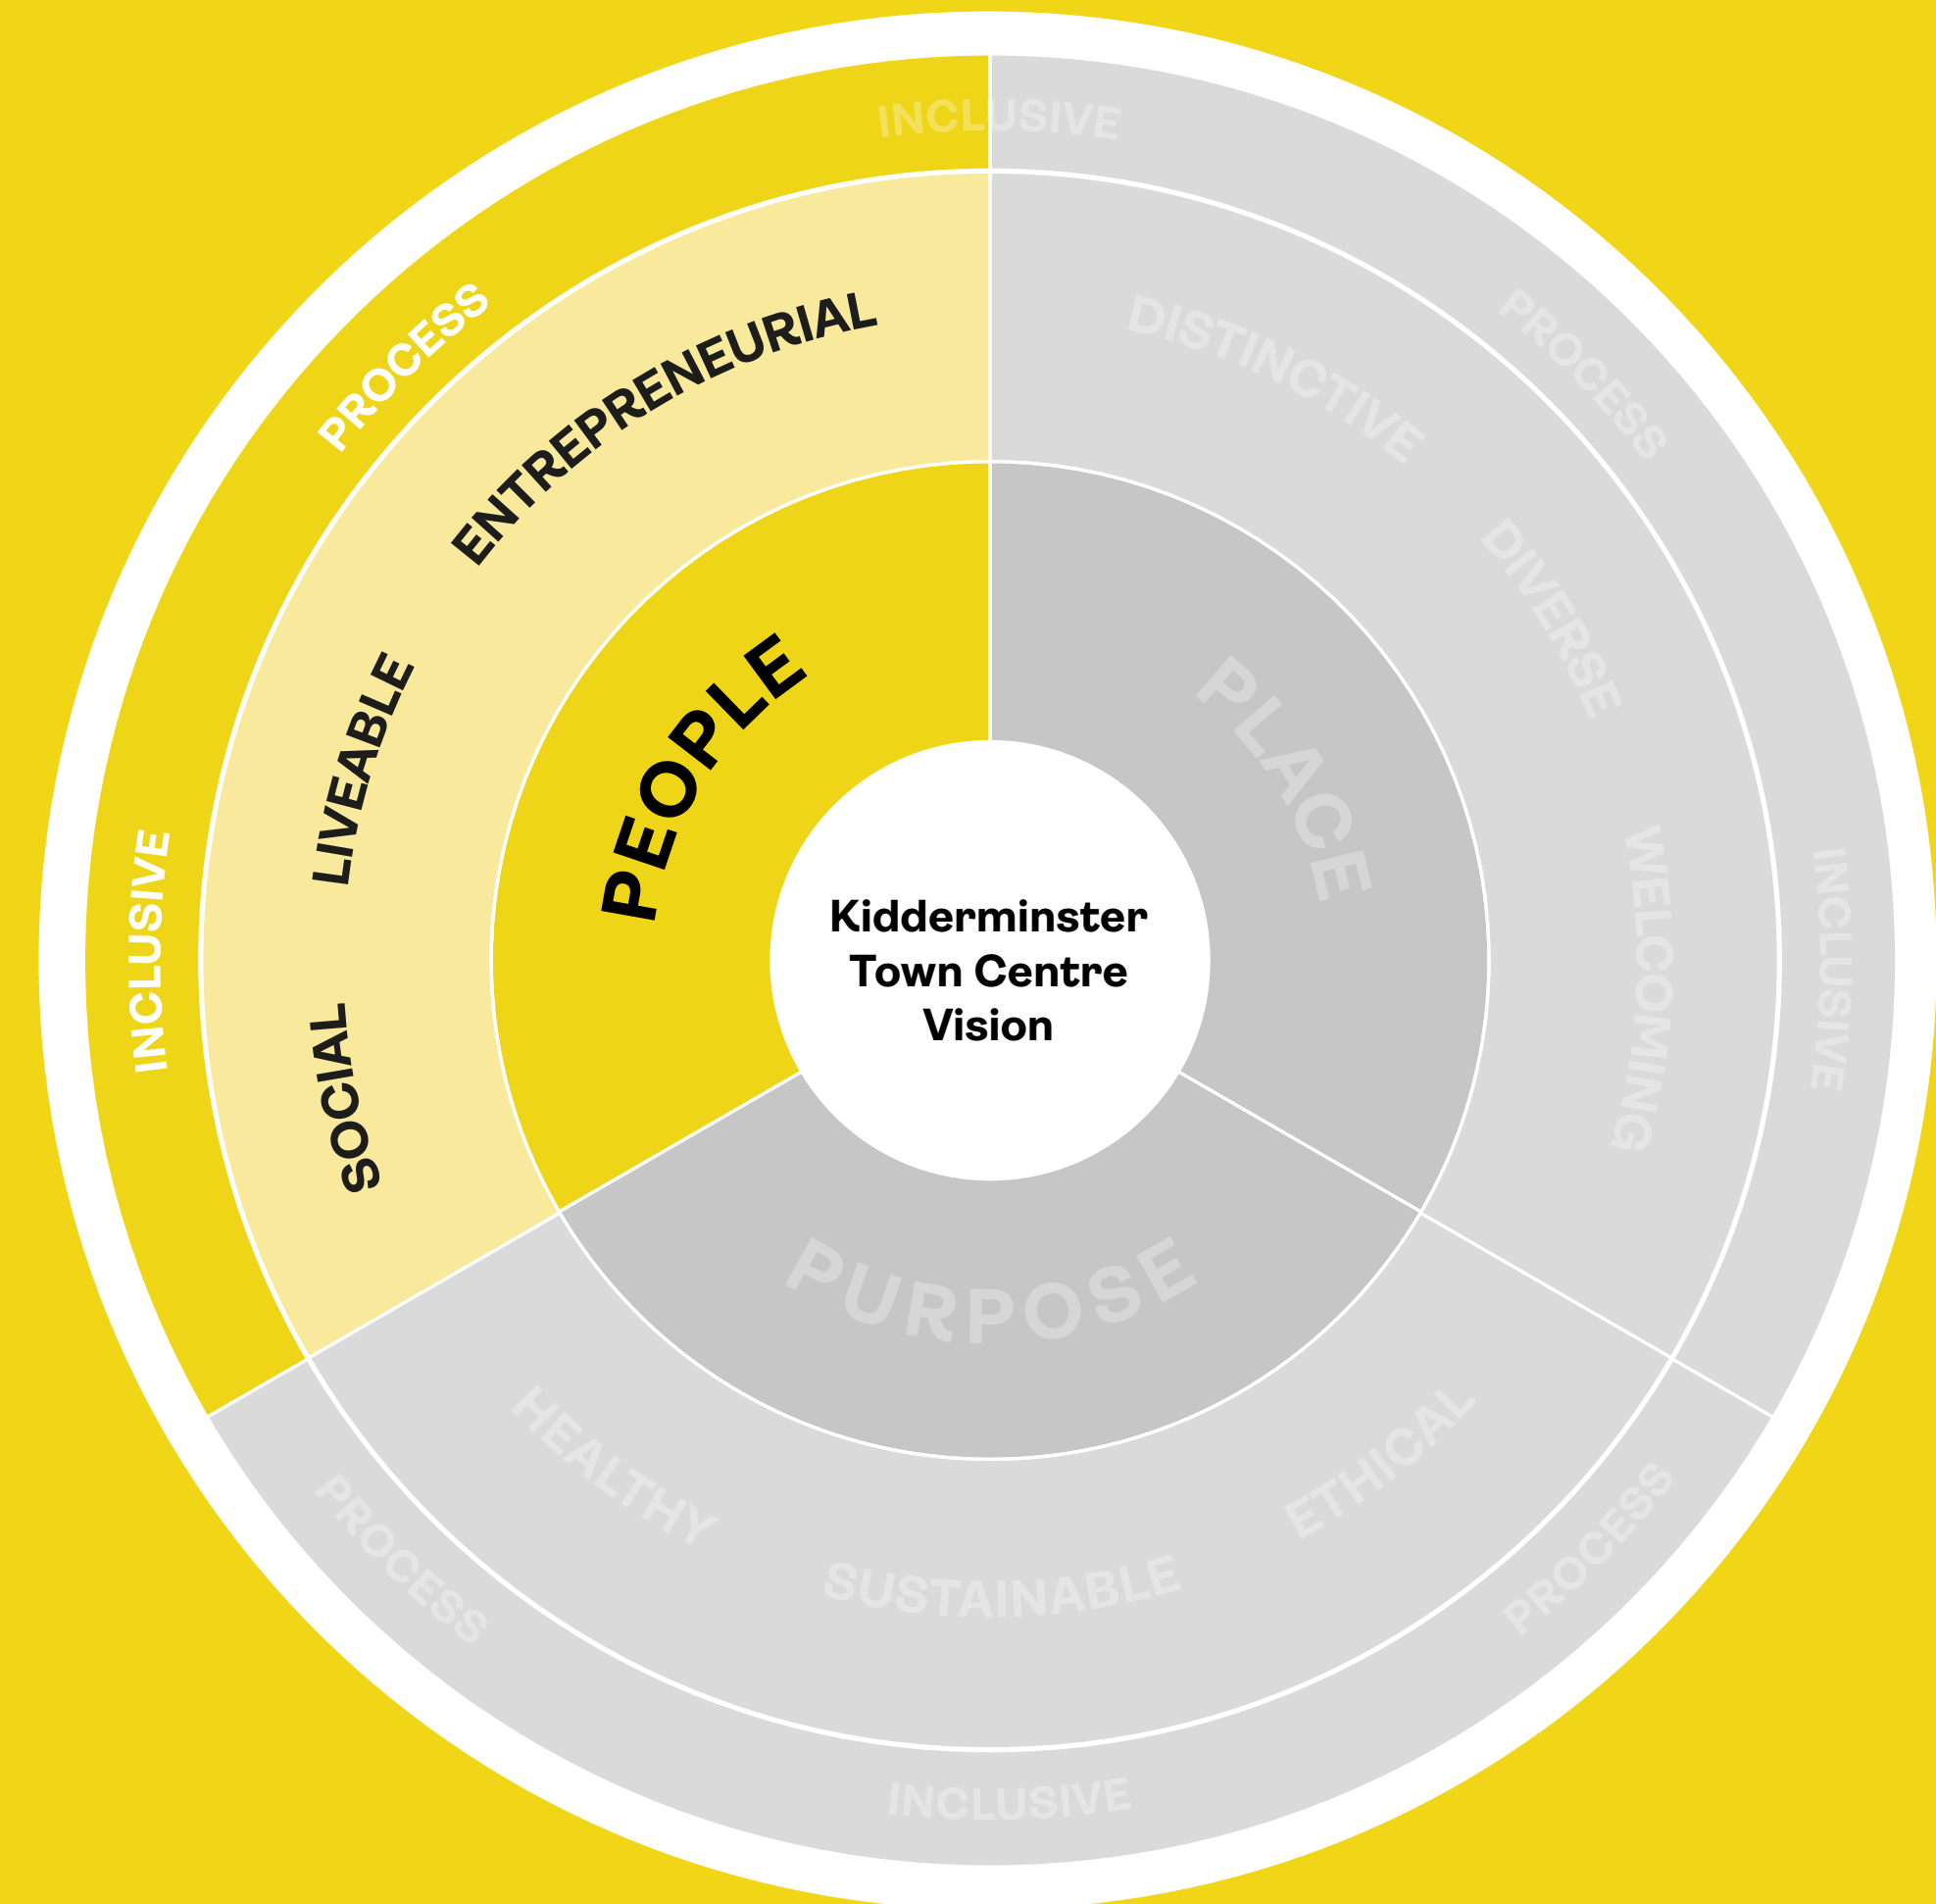 INCLUSIVE
PROCESS
PROCESS
ENTREPRENEURIAL
DISTINCTIVE
LIVEABLE
DIVERSE
PEOPLE
PLACE
INCLUSIVE
WELCOMING
INCLUSIVE
SOCIAL
Kidderminster
Town Centre
Vision
PURPOSE
HEALTHY
ETHICAL
SUSTAINABLE
PROCESS
PROCESS
INCLUSIVE